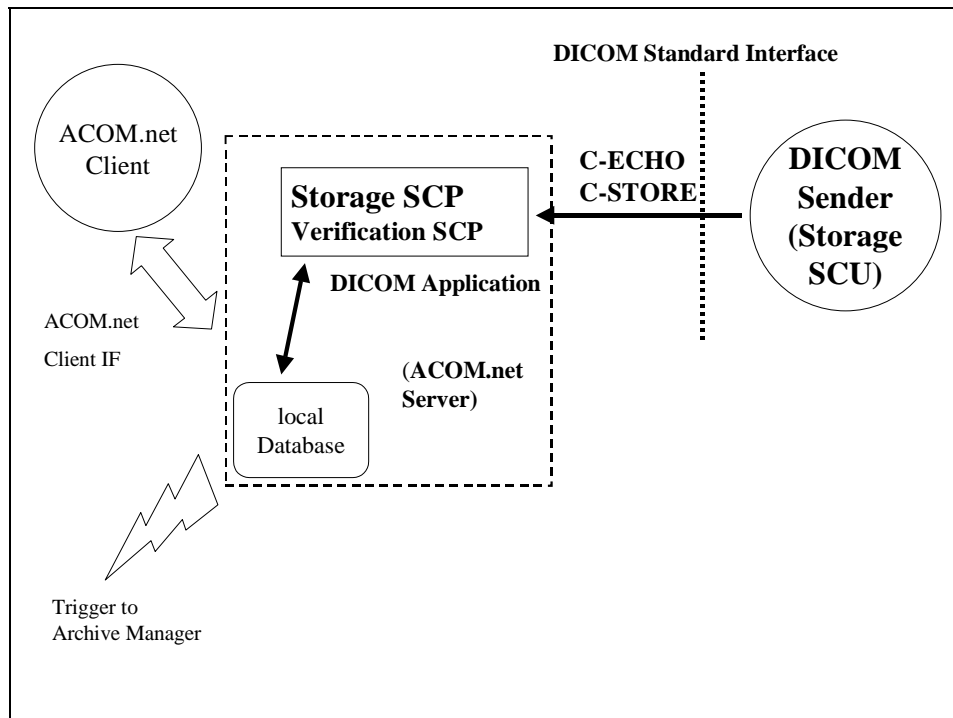 DICOM Standard Interface
ACOM.net
Client
C-ECHO
C-STORE
DICOM
Sender
(Storage
SCU)
Storage SCP
Verification SCP
DICOM Application
ACOM.net
Client IF
(ACOM.net
Server)
local
Database
Trigger to
Archive Manager